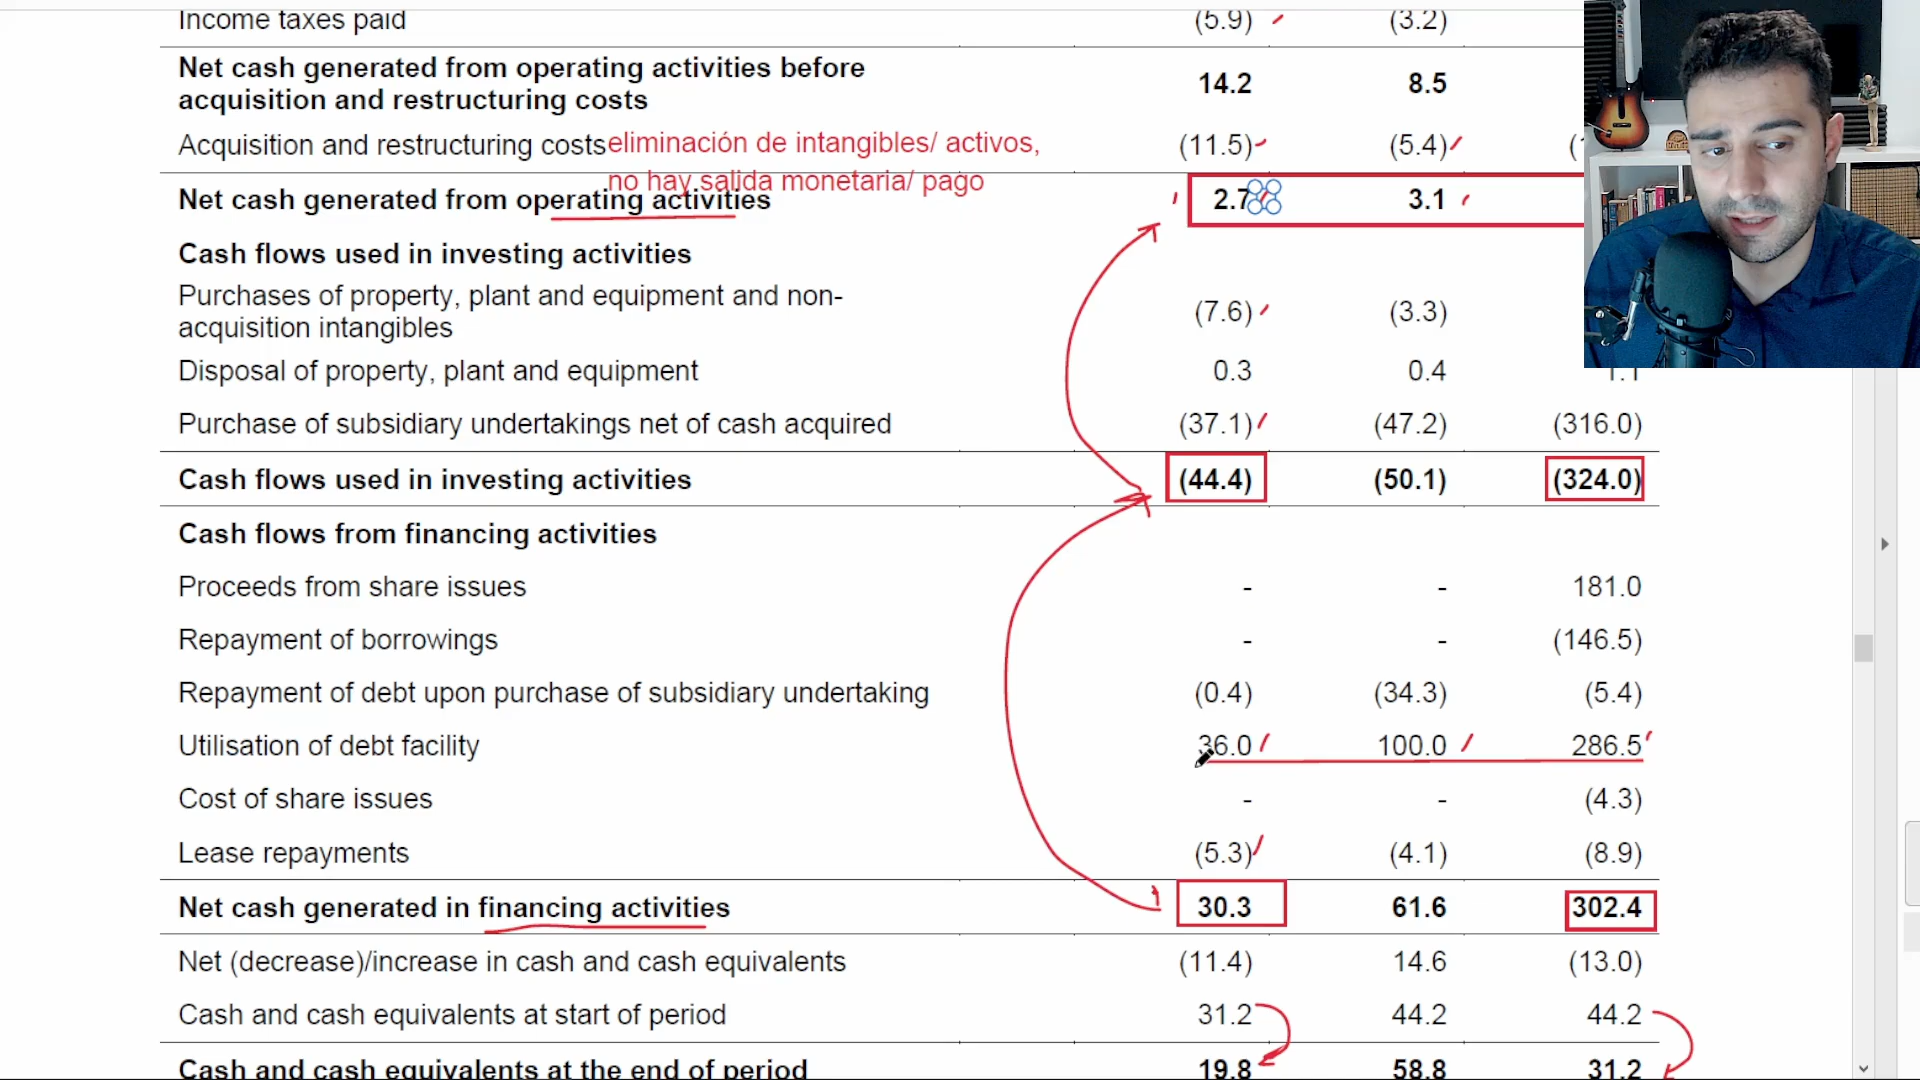 Income taxes paid (5.9) (3.2)
Net cash generated from operating activities before
acquisition and restructuring costs 14.2 8.5
Acquisition and restructuring costs eliminación de intangibles/ activos, (11.5) (5.4)
no hay salida monetaria/ pago
Net cash generated from operating activities 2.7 3.1
Cash flows used in investing activities
Purchases of property, plant and equipment and non-
acquisition intangibles (7.6) (3.3)
Disposal of property, plant and equipment 0.3 0.4 1.1
Purchase of subsidiary undertakings net of cash acquired (37.1) (47.2) (316.0)
Cash flows used in investing activities (44.4) (50.1) (324.0)
Cash flows from financing activities
Proceeds from share issues - - 181.0
Repayment of borrowings - - (146.5)
Repayment of debt upon purchase of subsidiary undertaking (0.4) (34.3) (5.4)
Utilisation of debt facility 36.0 100.0 286.5
Cost of share issues - - (4.3)
Lease repayments (5.3) (4.1) (8.9)
Net cash generated in financing activities 30.3 61.6 302.4
Net (decrease)/increase in cash and cash equivalents (11.4) 14.6 (13.0)
Cash and cash equivalents at start of period 31.2 44.2 44.2
Cash and cash equivalents at the end of period 19.8 58.8 31.2